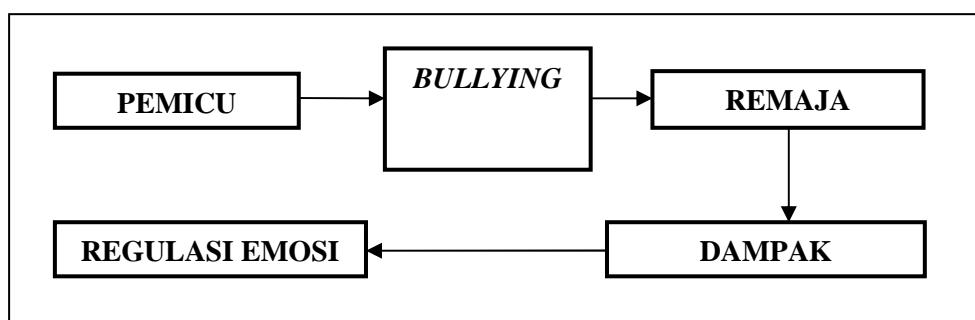 PEMICU
BULLYING
REMAJA
DAMPAK
REGULASI EMOSI